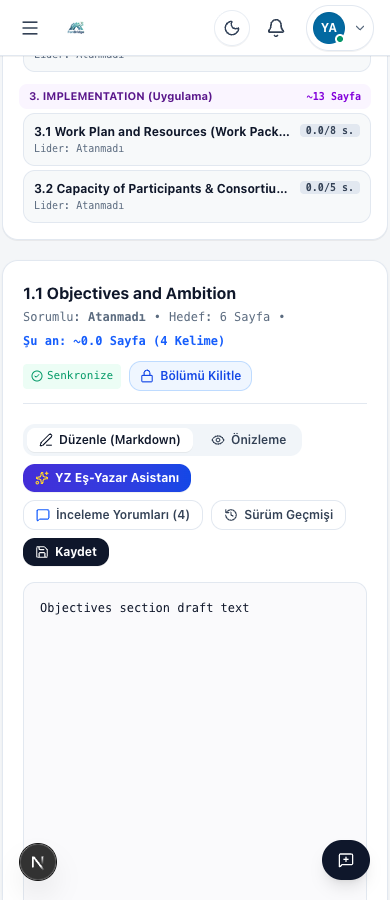 YA
Lider: Atanmadı
3. IMPLEMENTATION (Uygulama) ~13 Sayfa
3.1 Work Plan and Resources (Work Pack... 0.0/8 s.
Lider: Atanmadı
3.2 Capacity of Participants & Consortiu... 0.0/5 s.
Lider: Atanmadı
1.1 Objectives and Ambition
Sorumlu: Atanmadı • Hedef: 6 Sayfa •
Şu an: ~0.0 Sayfa (4 Kelime)
Senkronize Bölümü Kilitle
Düzenle (Markdown) Önizleme
YZ Eş-Yazar Asistanı
İnceleme Yorumları (4) Sürüm Geçmişi
Kaydet
Objectives section draft text
N